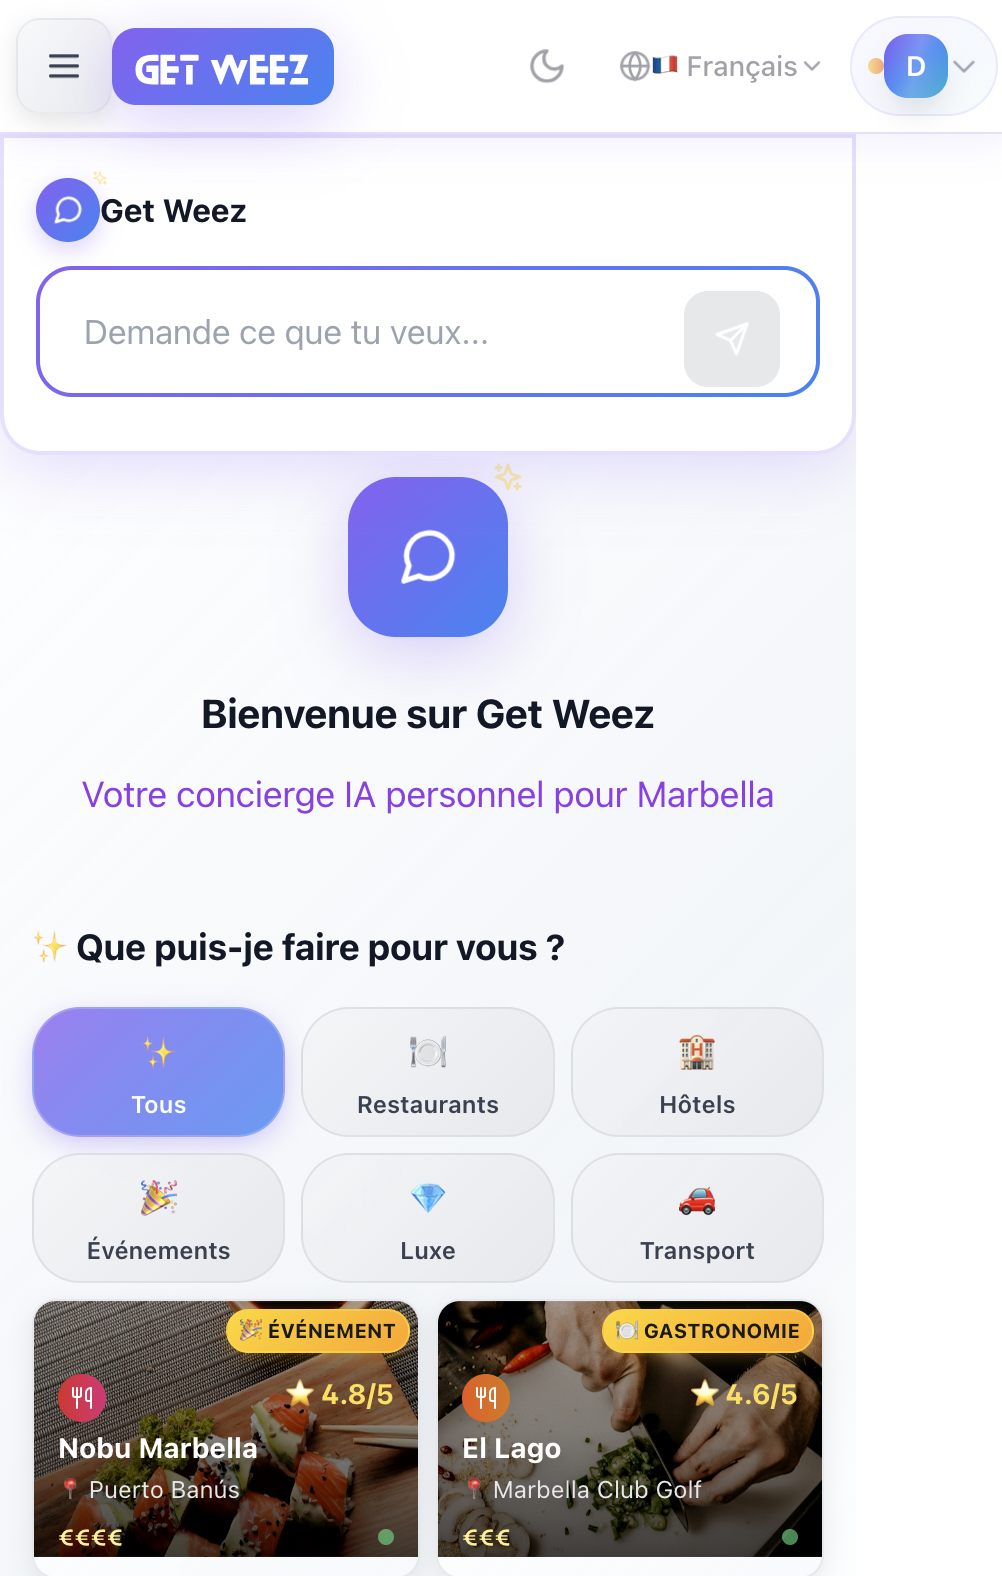 GET WEEZ
Français
D
Get Weez
Demande ce que tu veux...
Bienvenue sur Get Weez
Votre concierge IA personnel pour Marbella
✨ Que puis-je faire pour vous ?
Tous
Restaurants
Hôtels
Événements
Luxe
Transport
ÉVÉNEMENT
4.8/5
Nobu Marbella
Puerto Banús
€€€€
GASTRONOMIE
4.6/5
El Lago
Marbella Club Golf
€€€